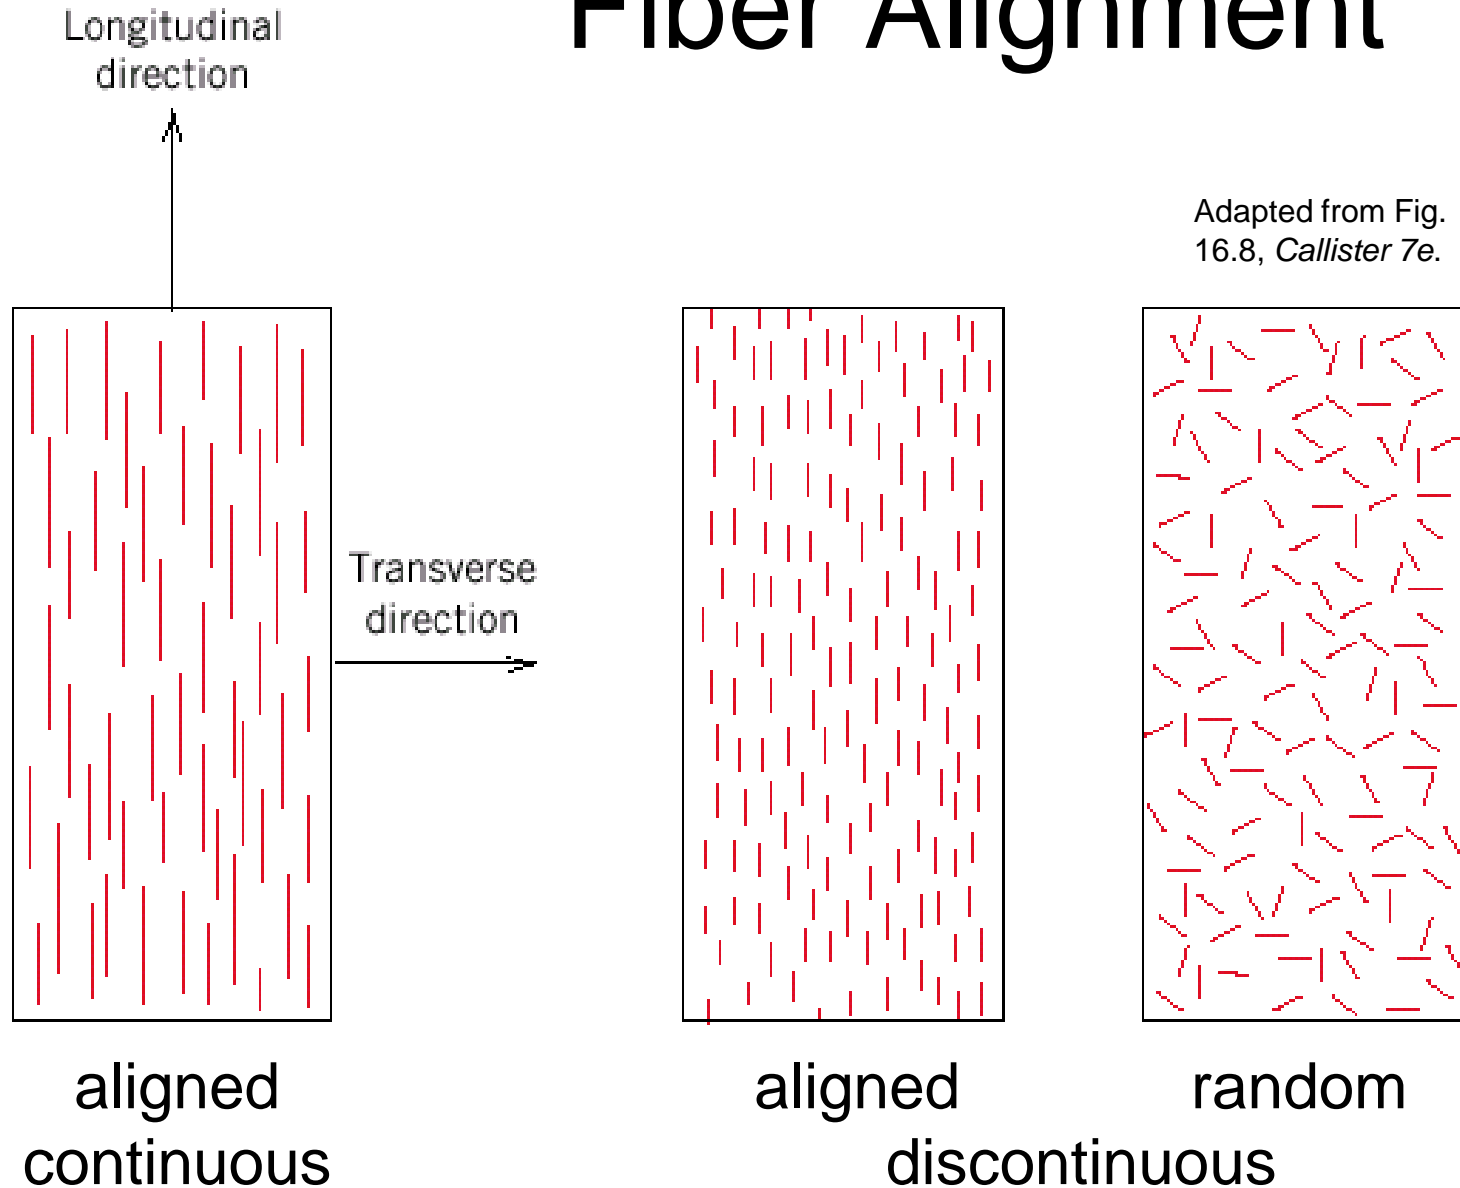 Fiber Alignment
Longitudinal
direction
Adapted from Fig.
16.8, Callister 7e.
Transverse
direction
aligned
continuous
aligned
random
discontinuous